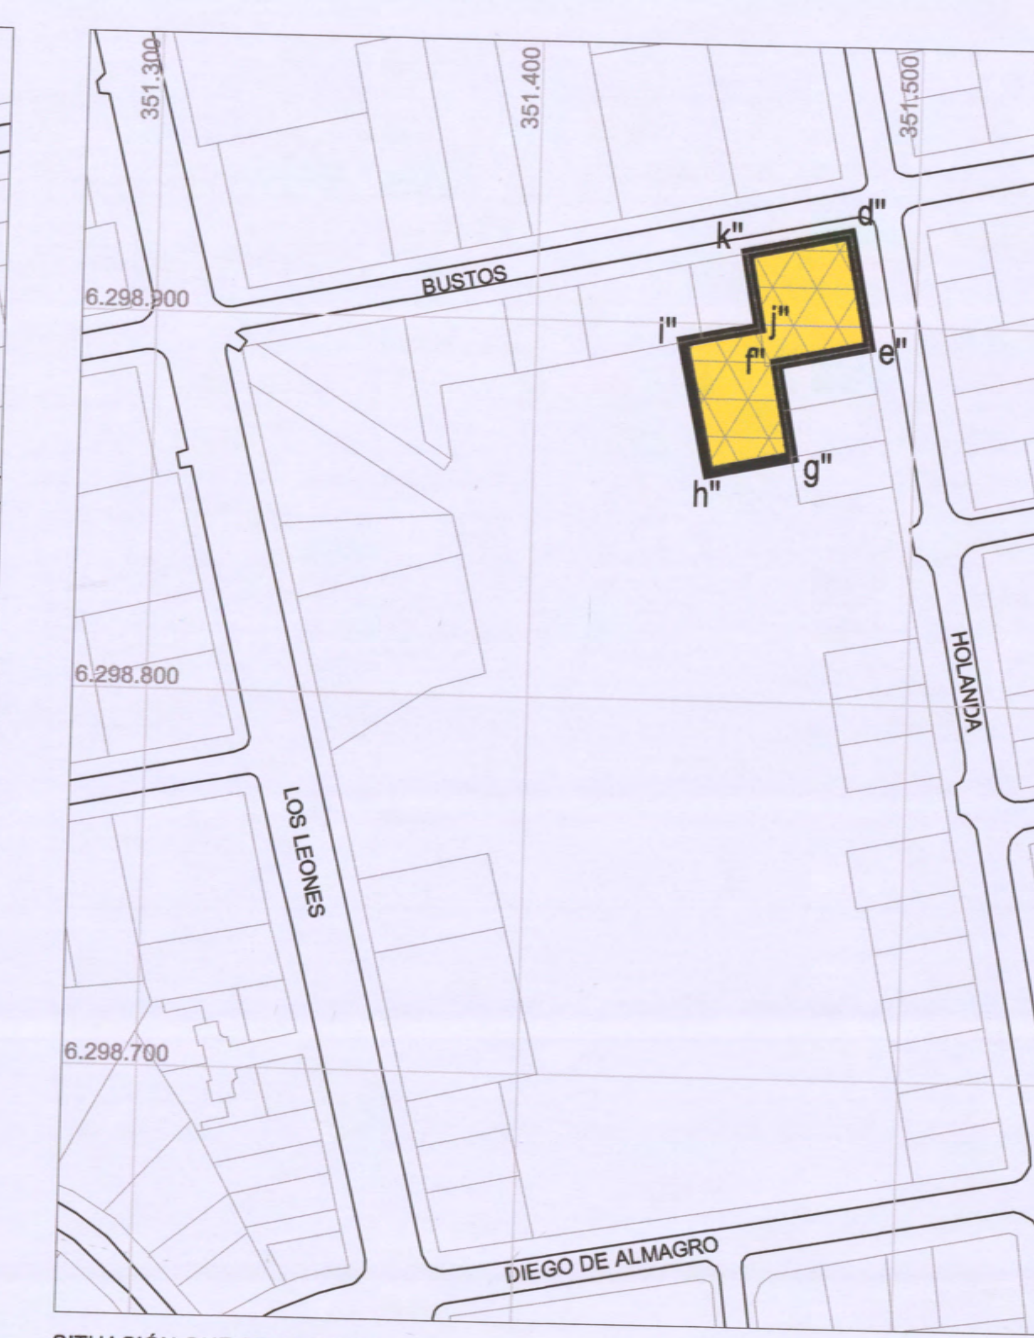 351.300
351.400
351.500
d"
k"
BUSTOS
6.298.900
i"
j"
f"
e"
g"
h"
HOLANDA
6.298.800
LOS LEONES
6.298.700
DIEGO DE ALMAGRO